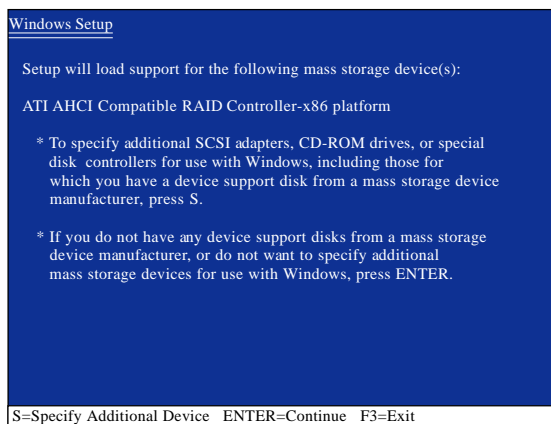 Windows Setup
Setup will load support for the following mass storage device(s):
ATI AHCI Compatible RAID Controller-x86 platform
* To specify additional SCSI adapters, CD-ROM drives, or special
disk controllers for use with Windows, including those for
which you have a device support disk from a mass storage device
manufacturer, press S.
* If you do not have any device support disks from a mass storage
device manufacturer, or do not want to specify additional
mass storage devices for use with Windows, press ENTER.
S=Specify Additional Device ENTER=Continue F3=Exit